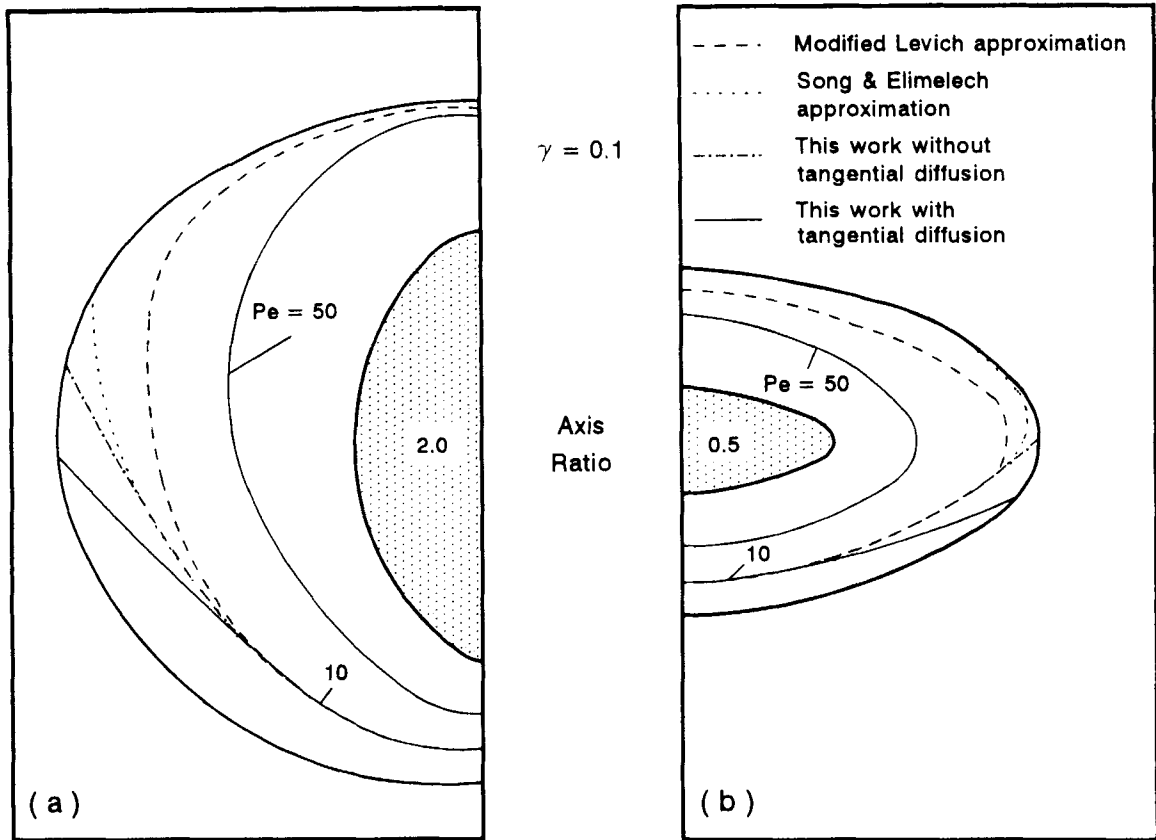 Pe = 50
2.0
10
(a)
γ = 0.1
Axis
Ratio
Modified Levich approximation
Song & Elimelech
approximation
This work without
tangential diffusion
This work with
tangential diffusion
Pe = 50
0.5
10
(b)